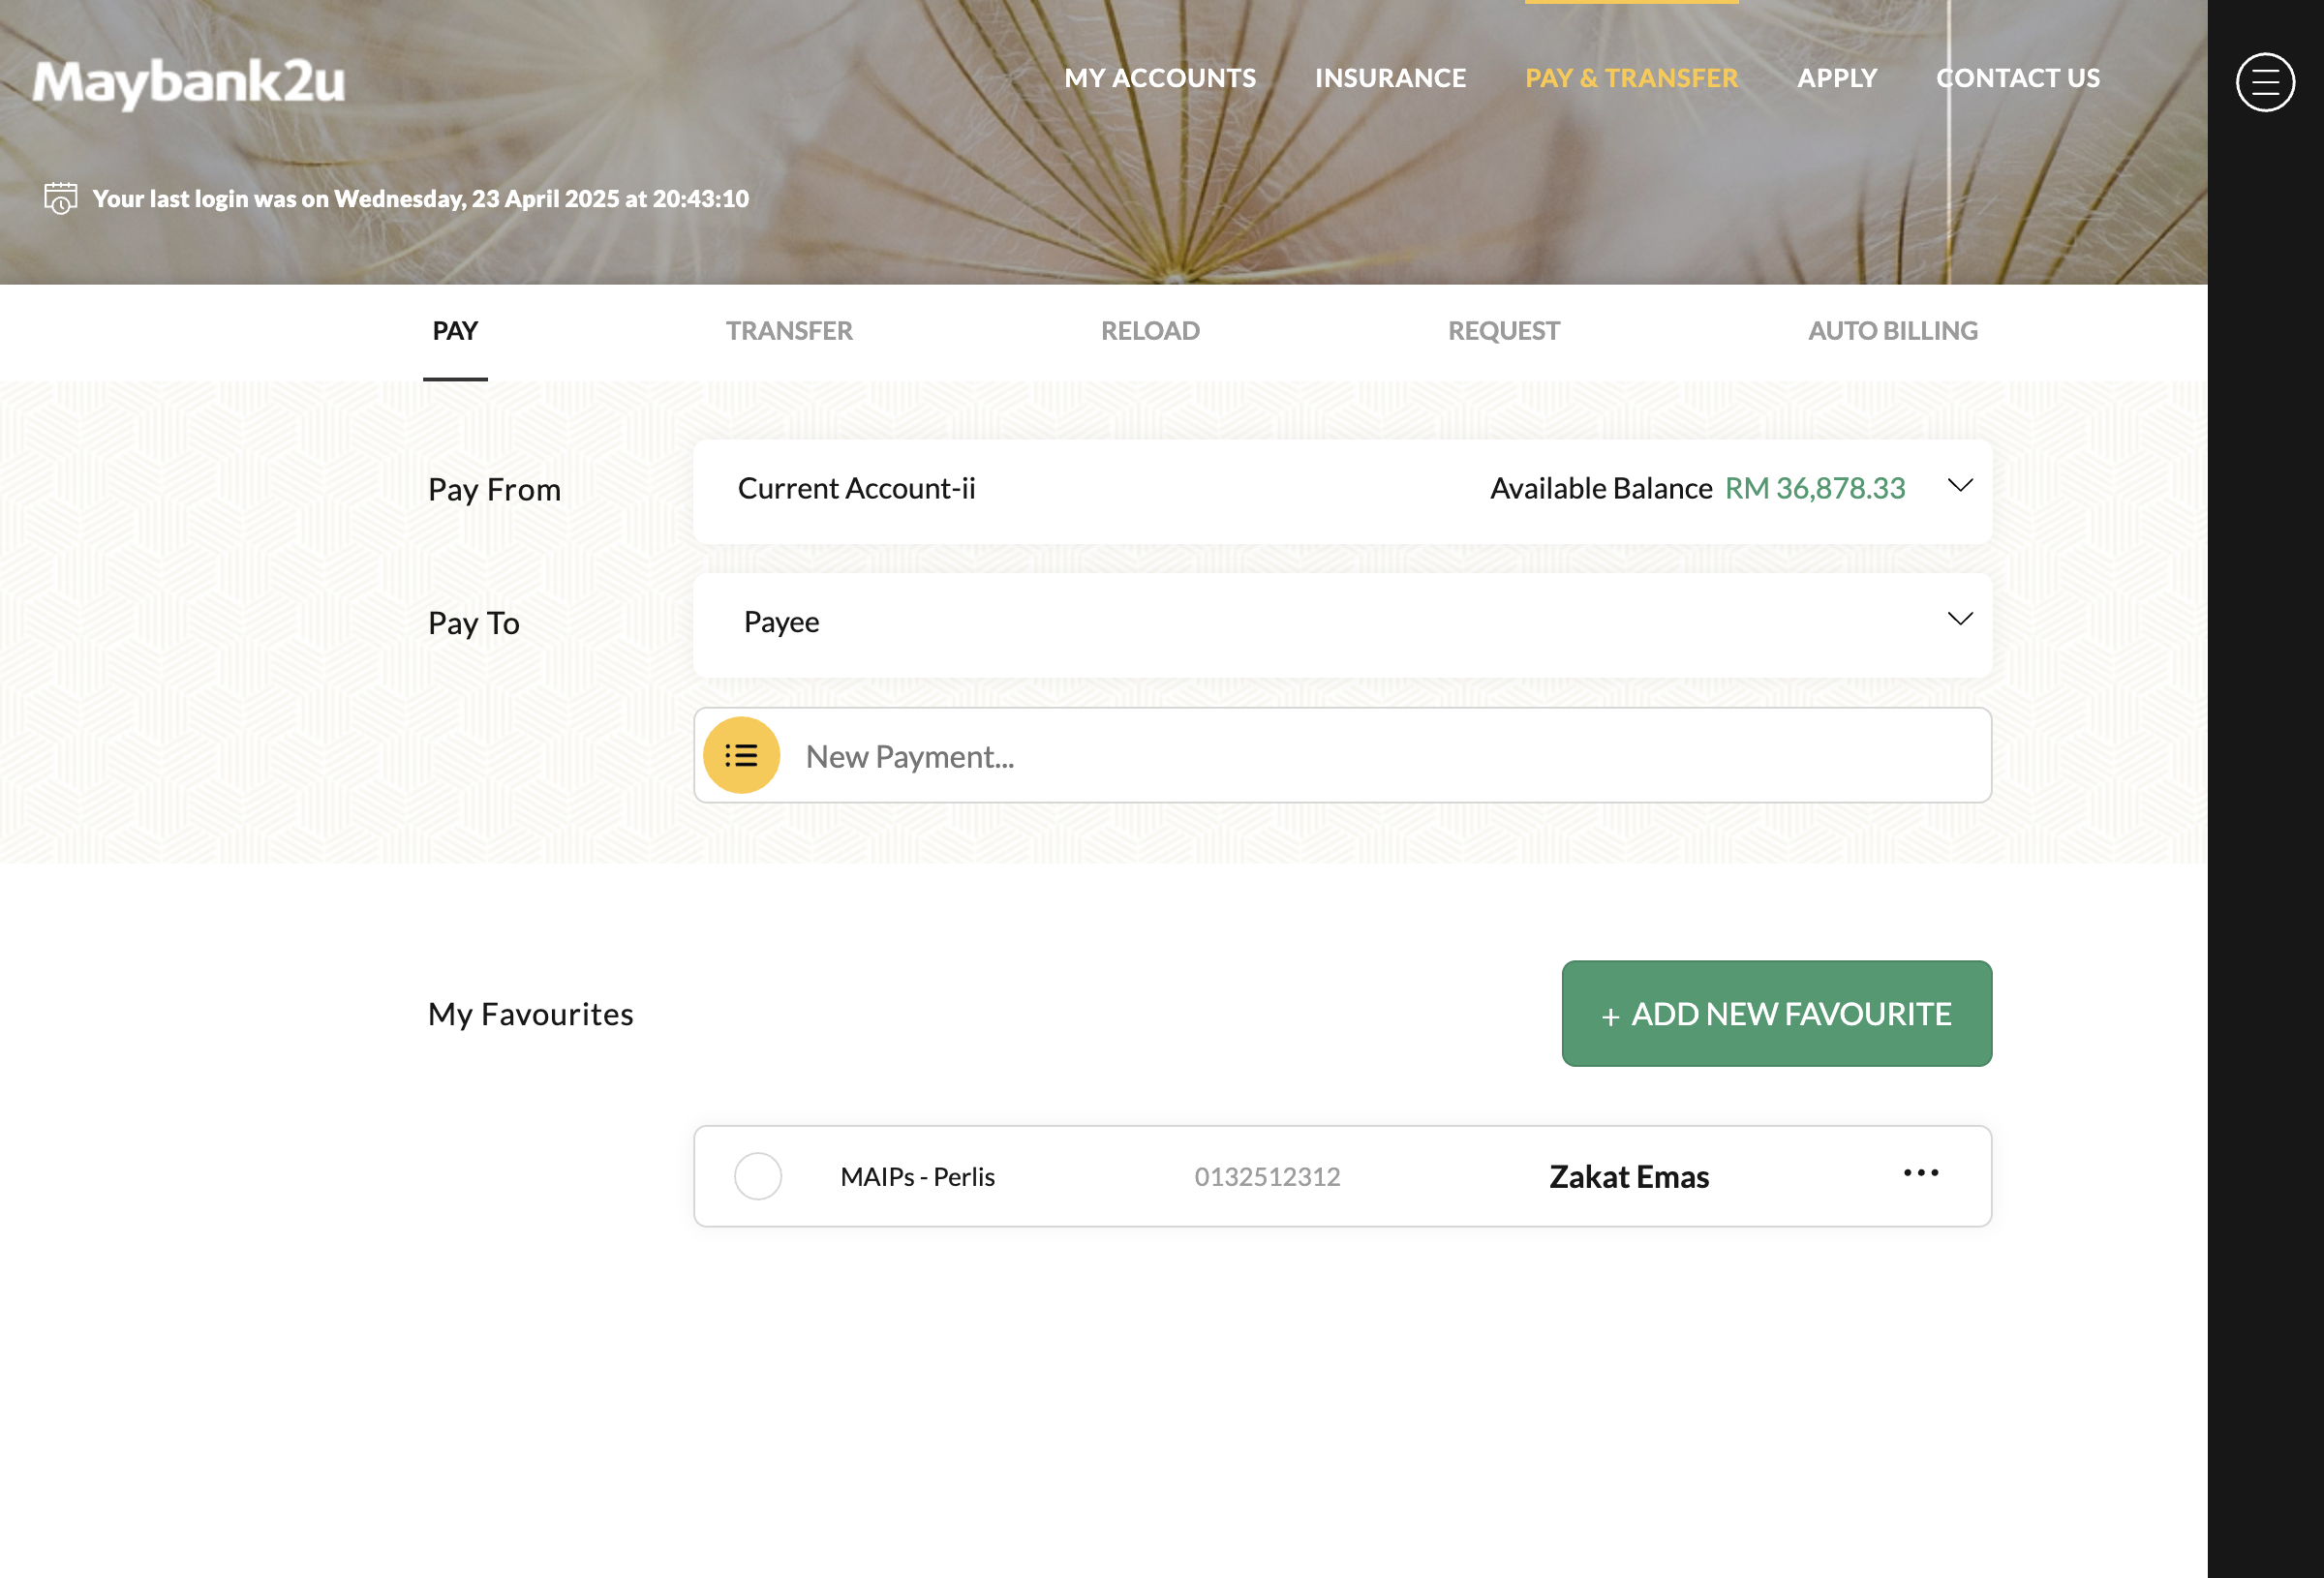 Maybank2u
MY ACCOUNTS INSURANCE PAY & TRANSFER APPLY CONTACT US
Your last login was on Wednesday, 23 April 2025 at 20:43:10
PAY TRANSFER RELOAD REQUEST AUTO BILLING
Pay From Current Account-ii Available Balance RM 36,878.33
Pay To Payee
New Payment...
My Favourites + ADD NEW FAVOURITE
MAIPs - Perlis 0132512312 Zakat Emas